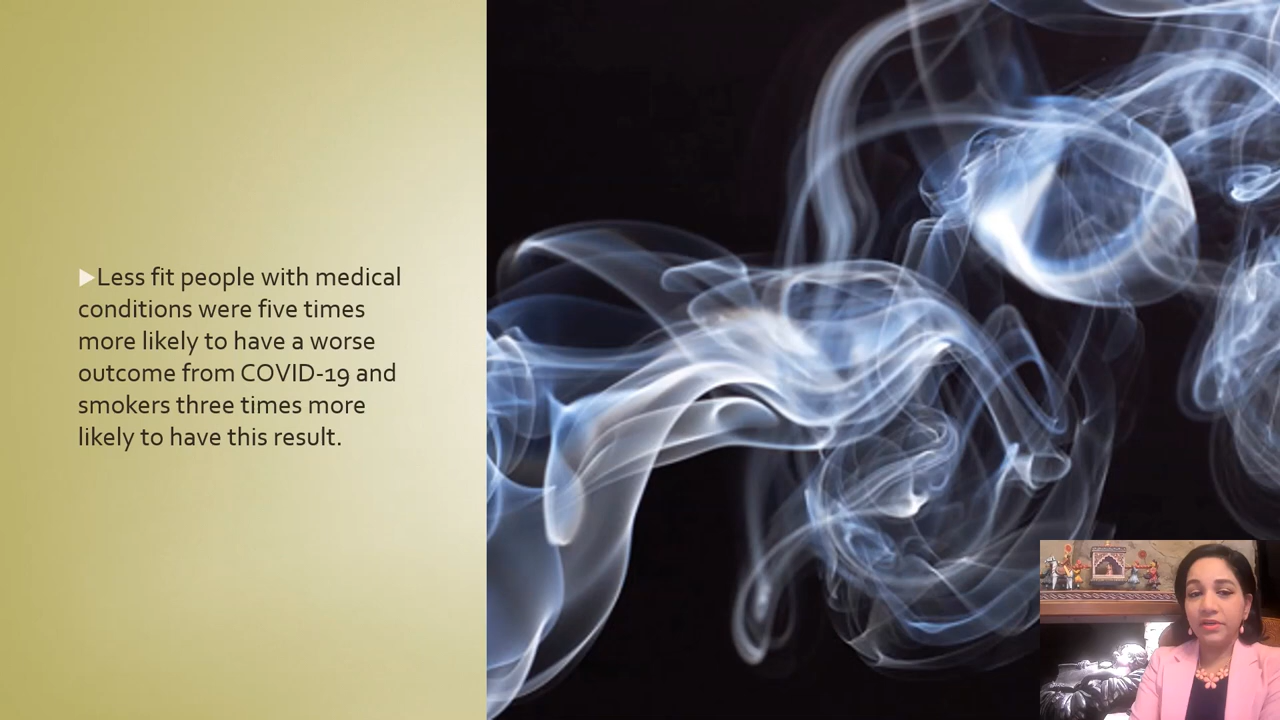 Less fit people with medical
conditions were five times
more likely to have a worse
outcome from COVID-19 and
smokers three times more
likely to have this result.